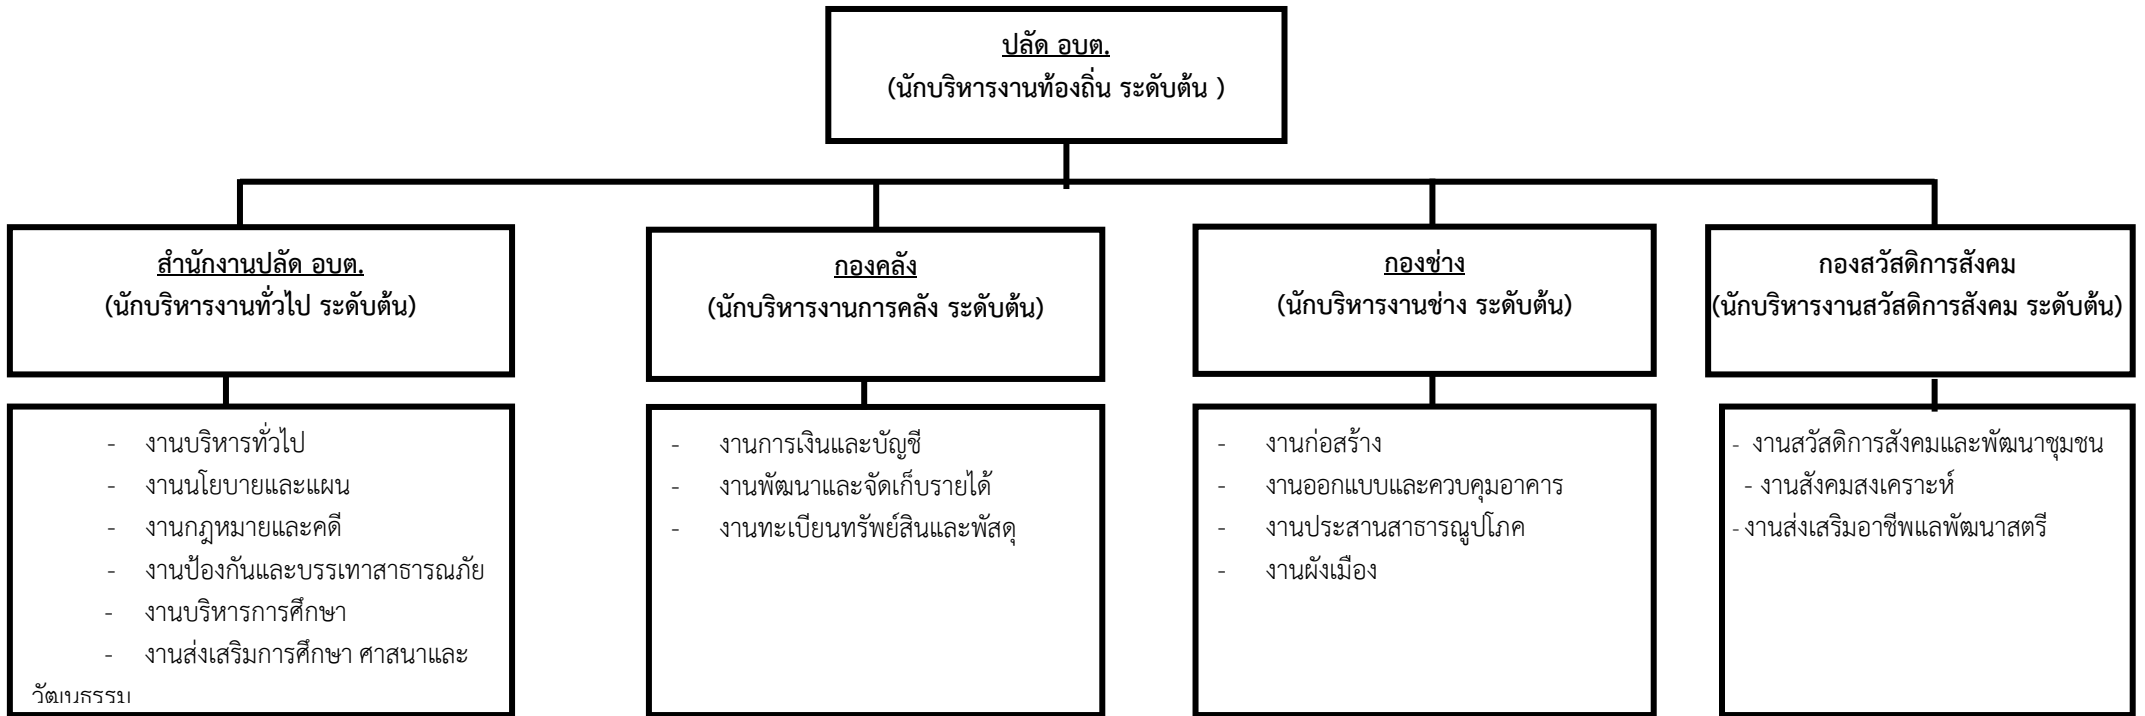 ปลัด อบต.
(นักบริหารงานท้องถิ่น ระดับต้น )
สำนักงานปลัด อบต.
(นักบริหารงานทั่วไป ระดับต้น)
กองคลัง
(นักบริหารงานการคลัง ระดับต้น)
กองช่าง
(นักบริหารงานช่าง ระดับต้น)
กองสวัสดิการสังคม
(นักบริหารงานสวัสดิการสังคม ระดับต้น)
- งานบริหารทั่วไป
- งานนโยบายและแผน
- งานกฎหมายและคดี
- งานป้องกันและบรรเทาสาธารณภัย
- งานบริหารการศึกษา
- งานส่งเสริมการศึกษา ศาสนาและ
วัฒนธรรม
- งานการเงินและบัญชี
- งานพัฒนาและจัดเก็บรายได้
- งานทะเบียนทรัพย์สินและพัสดุ
- งานก่อสร้าง
- งานออกแบบและควบคุมอาคาร
- งานประสานสาธารณูปโภค
- งานผังเมือง
- งานสวัสดิการสังคมและพัฒนาชุมชน
- งานสังคมสงเคราะห์
- งานส่งเสริมอาชีพแลพัฒนาสตรี